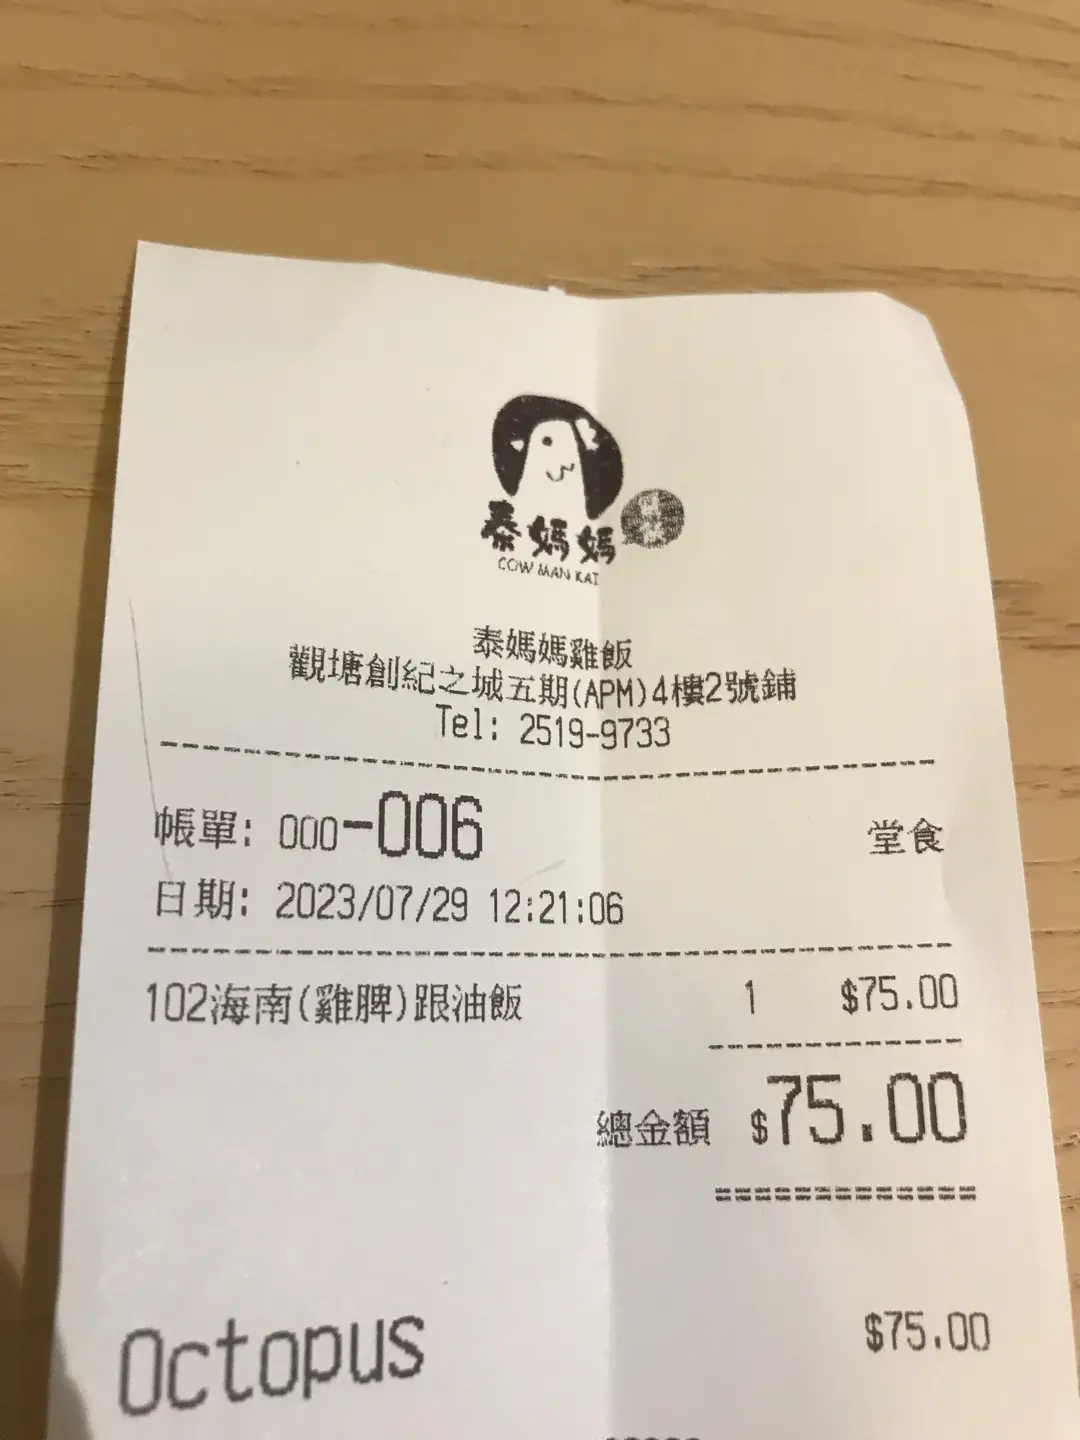 泰媽媽
COW MAN KAI
泰媽媽雞飯
觀塘創紀之城五期(APM)4樓2號鋪
Tel: 2519-9733
帳單: 000-006 堂食
日期: 2023/07/29 12:21:06
102海南(雞脾)跟油飯 1 $75.00
總金額 $75.00
Octopus $75.00